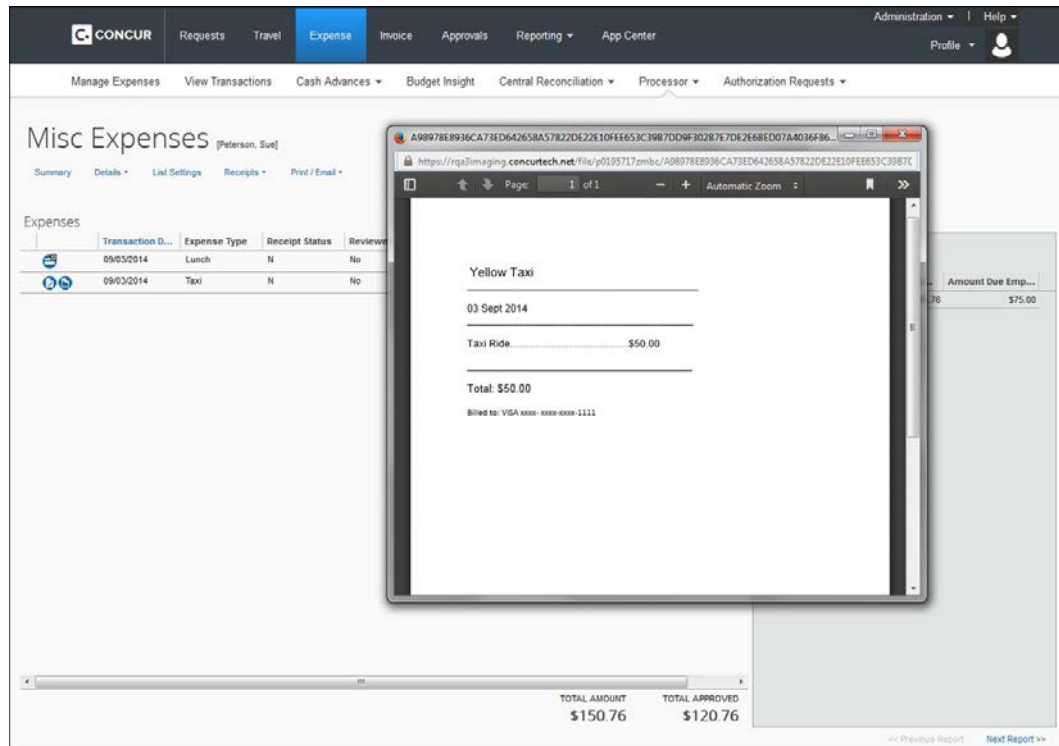 Administration | Help
C. CONCUR Requests Travel Expense Invoice Approvals Reporting App Center
Profile
Manage Expenses View Transactions Cash Advances Budget Insight Central Reconciliation Processor Authorization Requests
Misc Expenses [Peterson, Sue]
Summary Details List Settings Receipts Print / Email
Expenses
Transaction D... Expense Type Receipt Status Reviewe
09/03/2014 Lunch N No
09/03/2014 Taxi N No
Page: 1 of 1 Automatic Zoom
Yellow Taxi
03 Sept 2014
Taxi Ride $50.00
Total: $50.00
Billed to: VISA xxxx- xxxx-xxxx-1111
... Amount Due Emp...
.76 $75.00
TOTAL AMOUNT TOTAL APPROVED
$150.76 $120.76
<< Previous Report Next Report >>